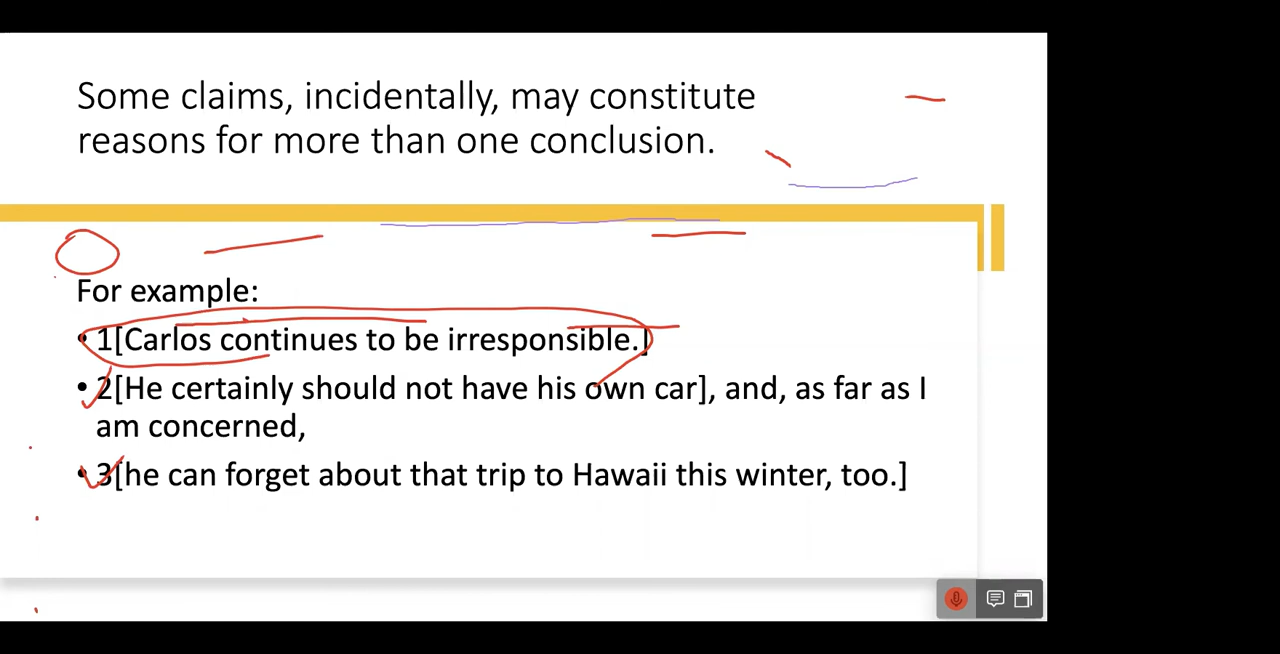 Some claims, incidentally, may constitute
reasons for more than one conclusion.
For example:
• 1[Carlos continues to be irresponsible.]
• 2[He certainly should not have his own car], and, as far as I
am concerned,
• 3[he can forget about that trip to Hawaii this winter, too.]